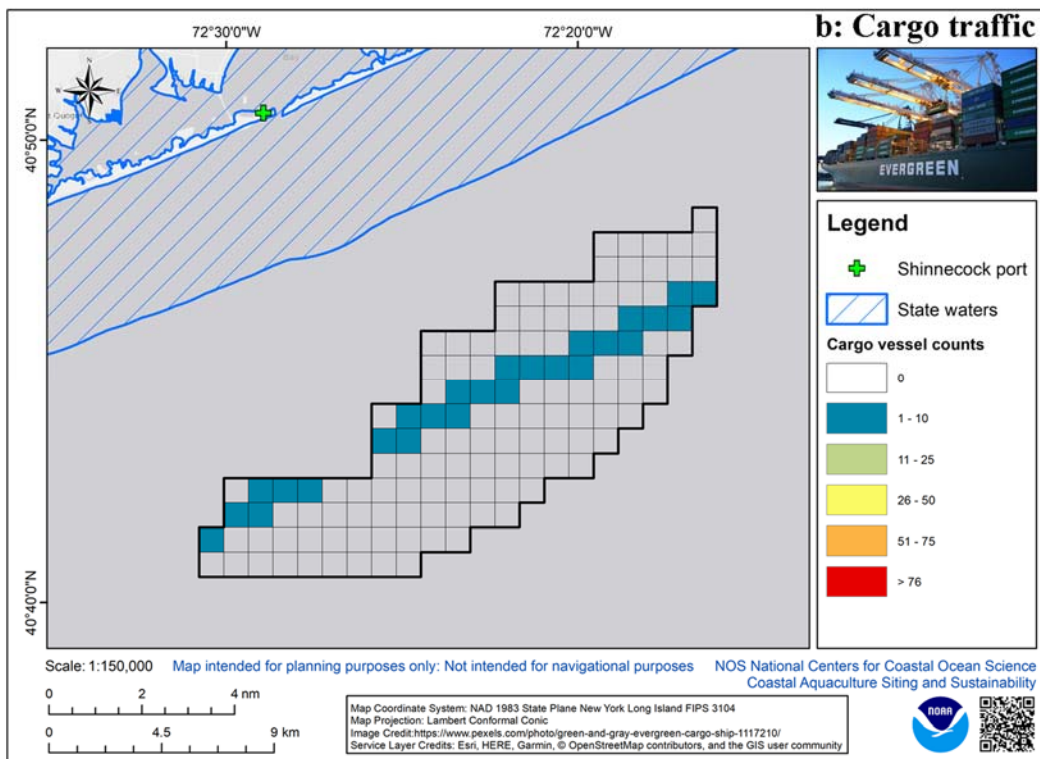 b: Cargo traffic
72°30'0"W
72°20'0"W
N
W
E
S
Quogue
40°50'0"N
EVERGREEN
Legend
Shinnecock port
State waters
Cargo vessel counts
0
1 - 10
11 - 25
26 - 50
51 - 75
> 76
40°40'0"N
Scale: 1:150,000
Map intended for planning purposes only: Not intended for navigational purposes
NOS National Centers for Coastal Ocean Science
Coastal Aquaculture Siting and Sustainability
0 2 4 nm
0 4.5 9 km
Map Coordinate System: NAD 1983 State Plane New York Long Island FIPS 3104
Map Projection: Lambert Conformal Conic
Image Credit:https://www.pexels.com/photo/green-and-gray-evergreen-cargo-ship-1117210/
Service Layer Credits: Esri, HERE, Garmin, © OpenStreetMap contributors, and the GIS user community
NOAA